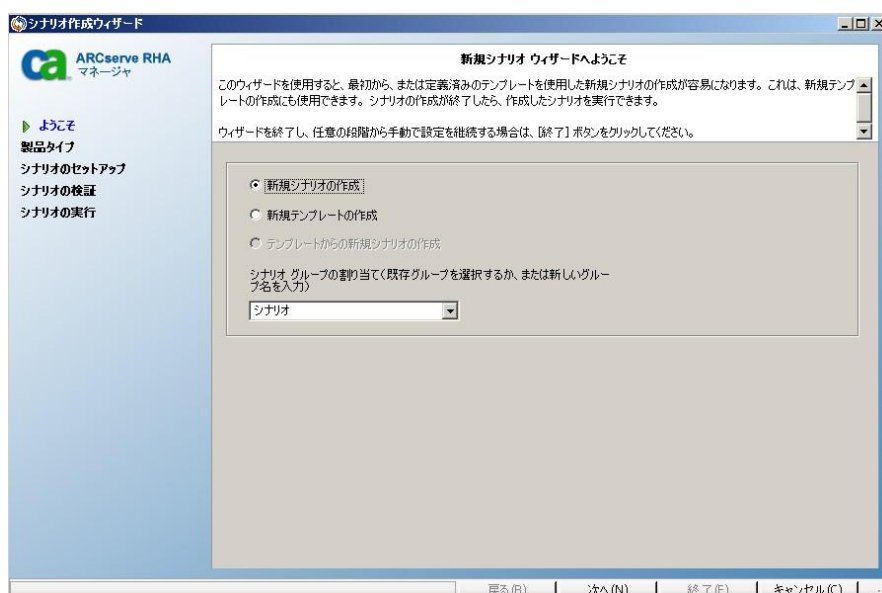 シナリオ作成ウィザード
ca
ARCserve RHA
マネージャ
ようこそ
製品タイプ
シナリオのセットアップ
シナリオの検証
シナリオの実行
新規シナリオ ウィザードへようこそ
このウィザードを使用すると、最初から、または定義済みのテンプレートを使用した新規シナリオの作成が容易になります。これは、新規テンプ
レートの作成にも使用できます。シナリオの作成が終了したら、作成したシナリオを実行できます。
ウィザードを終了し、任意の段階から手動で設定を継続する場合は、[終了] ボタンをクリックしてください。
新規シナリオの作成
新規テンプレートの作成
テンプレートからの新規シナリオの作成
シナリオ グループの割り当て(既存グループを選択するか、または新しいグルー
プ名を入力)
シナリオ
戻る(B) 次へ(N) 終了(F) キャンセル(C)